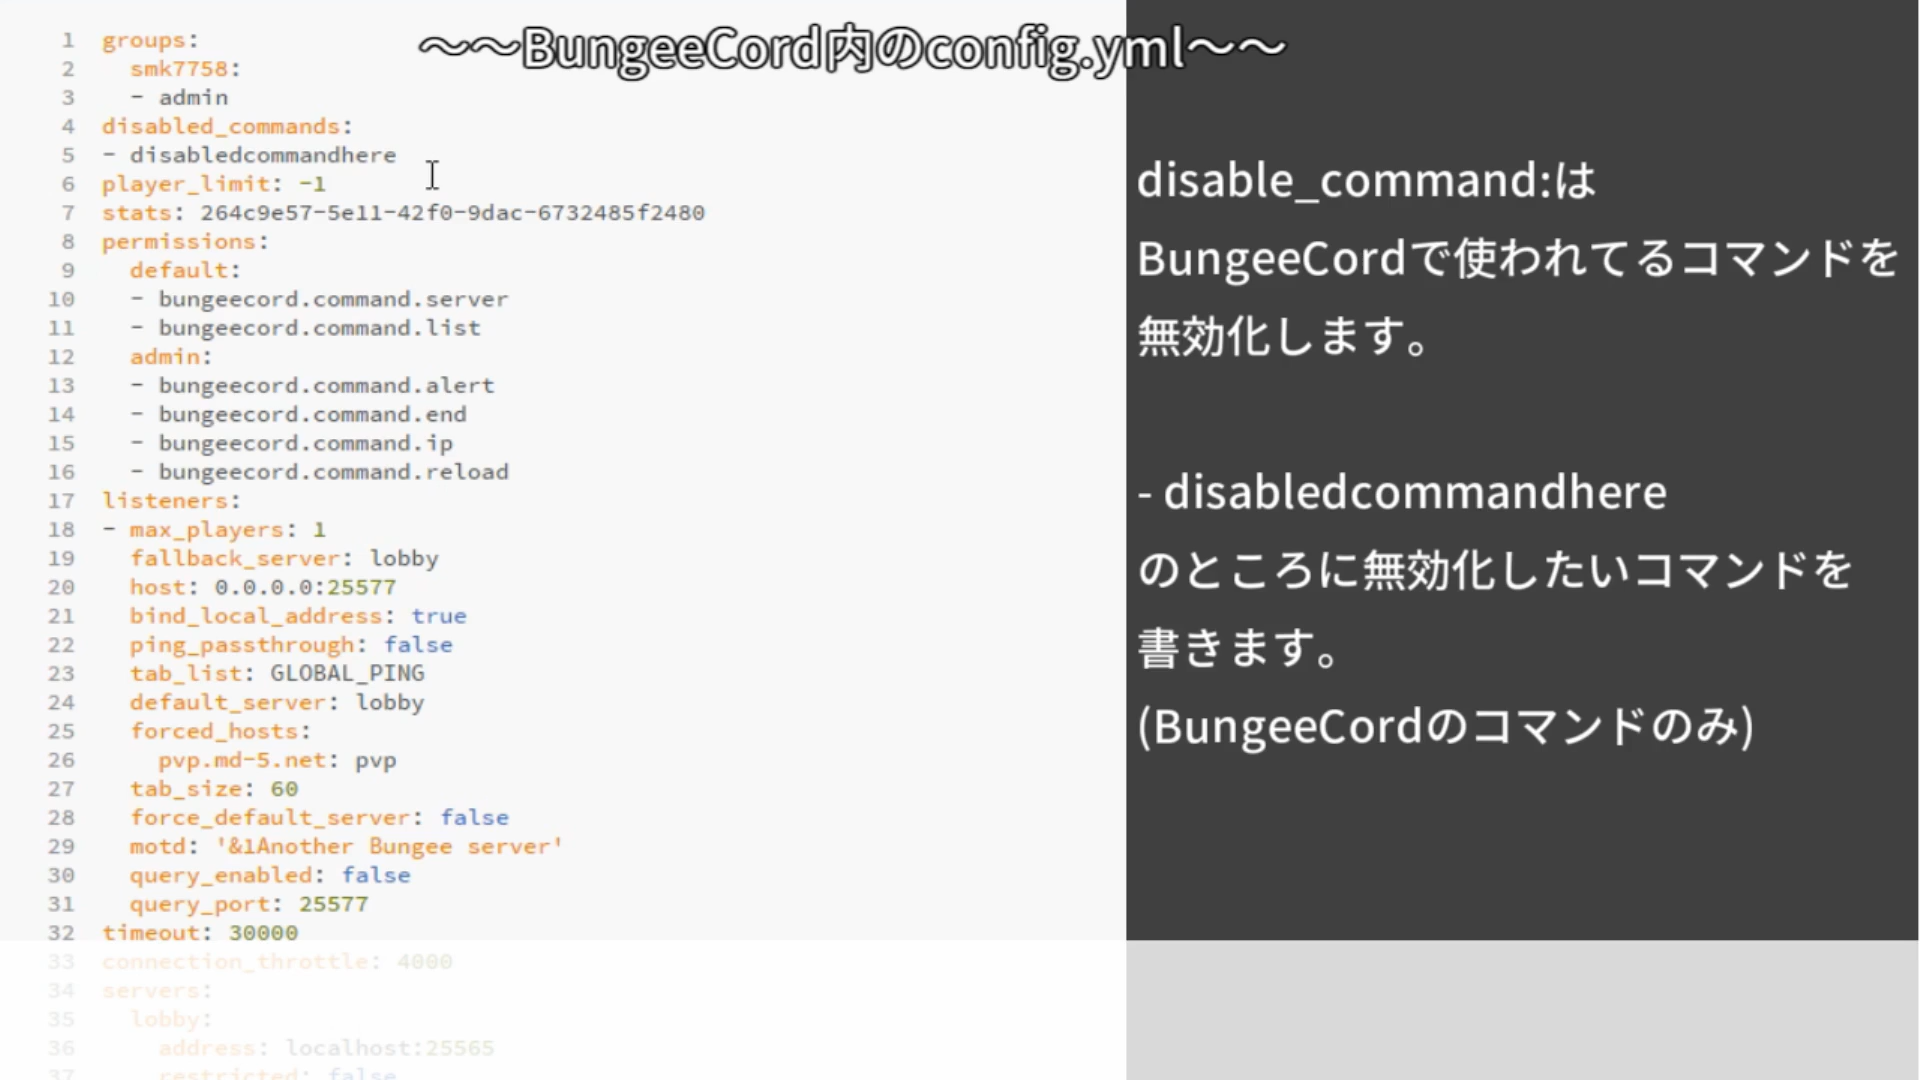 ～～BungeeCord内のconfig.yml～～
1 groups:
2 smk7758:
3 - admin
4 disabled_commands:
5 - disabledcommandhere
6 player_limit: -1
7 stats: 264c9e57-5e11-42f0-9dac-6732485f2480
8 permissions:
9 default:
10 - bungeecord.command.server
11 - bungeecord.command.list
12 admin:
13 - bungeecord.command.alert
14 - bungeecord.command.end
15 - bungeecord.command.ip
16 - bungeecord.command.reload
17 listeners:
18 - max_players: 1
19 fallback_server: lobby
20 host: 0.0.0.0:25577
21 bind_local_address: true
22 ping_passthrough: false
23 tab_list: GLOBAL_PING
24 default_server: lobby
25 forced_hosts:
26 pvp.md-5.net: pvp
27 tab_size: 60
28 force_default_server: false
29 motd: '&1Another Bungee server'
30 query_enabled: false
31 query_port: 25577
32 timeout: 30000
33 connection_throttle: 4000
34 servers:
35 lobby:
36 address: localhost:25565
37 restricted: false
disable_command:は
BungeeCordで使われてるコマンドを
無効化します。
- disabledcommandhere
のところに無効化したいコマンドを
書きます。
(BungeeCordのコマンドのみ)